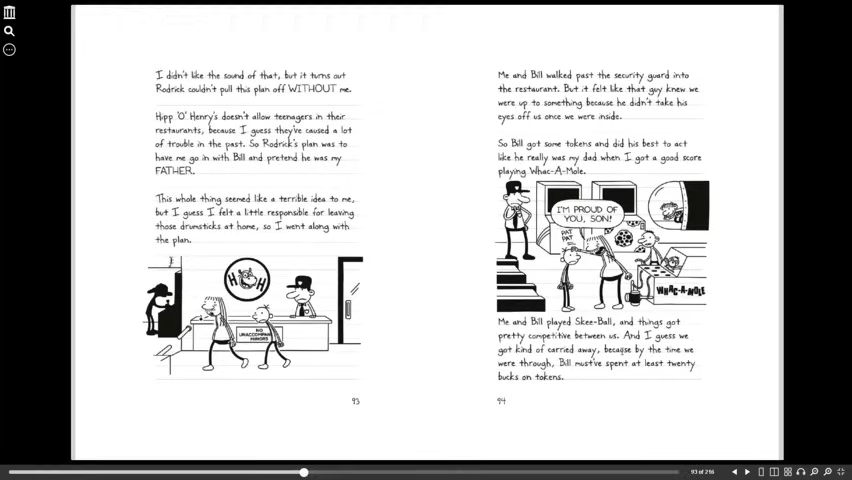 I didn't like the sound of that, but it turns out
Rodrick couldn't pull this plan off WITHOUT me.
Hipp 'O' Henry's doesn't allow teenagers in their
restaurants, because I guess they've caused a lot
of trouble in the past. So Rodrick's plan was to
have me go in with Bill and pretend he was my
FATHER.
This whole thing seemed like a terrible idea to me,
but I guess I felt a little responsible for leaving
those drumsticks at home, so I went along with
the plan.
H H
NO
UNACCOMPANIED
MINORS
93
Me and Bill walked past the security guard into
the restaurant. But it felt like that guy knew we
were up to something because he didn't take his
eyes off us once we were inside.
So Bill got some tokens and did his best to act
like he really was my dad when I got a good score
playing Whac-A-Mole.
I'M PROUD OF
YOU, SON!
PAT
PAT
WHAC-A-MOLE
Me and Bill played Skee-Ball, and things got
pretty competitive between us. And I guess we
got kind of carried away, because by the time we
were through, Bill must've spent at least twenty
bucks on tokens.
94
93 of 216